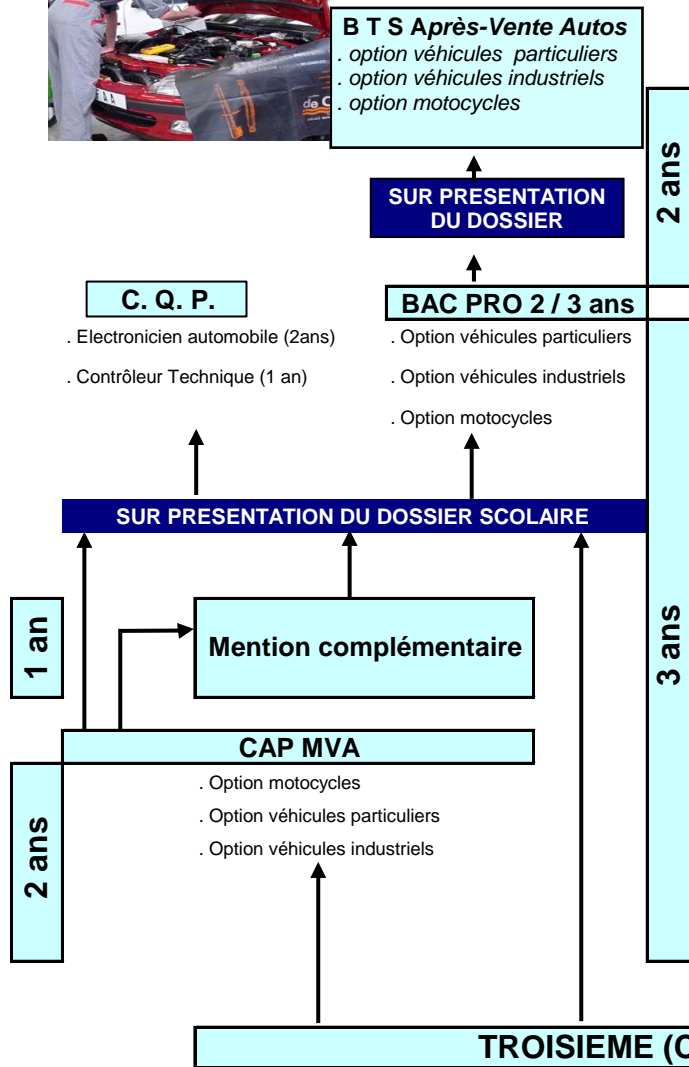 B T S Après-Vente Autos
. option véhicules particuliers
. option véhicules industriels
. option motocycles
2 ans
SUR PRESENTATION
DU DOSSIER
C. Q. P.
. Electronicien automobile (2ans)
. Contrôleur Technique (1 an)
BAC PRO 2 / 3 ans
. Option véhicules particuliers
. Option véhicules industriels
. Option motocycles
SUR PRESENTATION DU DOSSIER SCOLAIRE
1 an
Mention complémentaire
3 ans
CAP MVA
. Option motocycles
. Option véhicules particuliers
. Option véhicules industriels
2 ans
TROISIEME (C